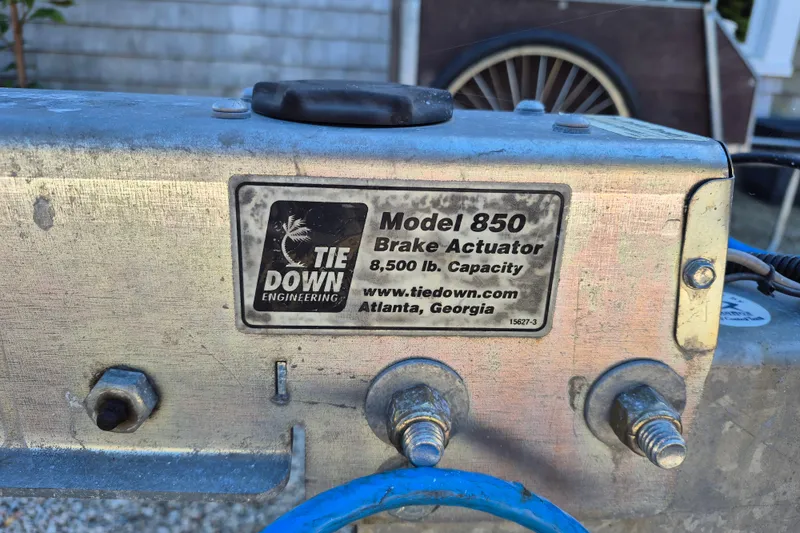 TIE
DOWN
ENGINEERING
Model 850
Brake Actuator
8,500 lb. Capacity
www.tiedown.com
Atlanta, Georgia
15627-3